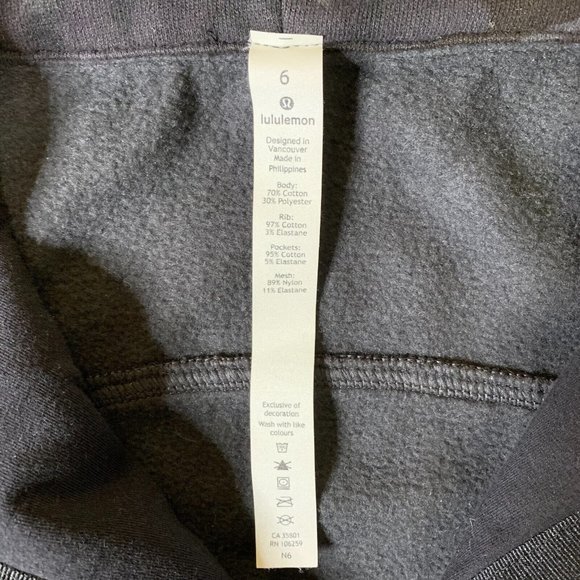 6
lululemon
Designed in
Vancouver
Made in
Philippines
Body:
70% Cotton
30% Polyester
Rib:
97% Cotton
3% Elastane
Pockets:
95% Cotton
5% Elastane
Mesh:
89% Nylon
11% Elastane
Exclusive of
decoration
Wash with like
colours
CA 35801
RN 106259
N6